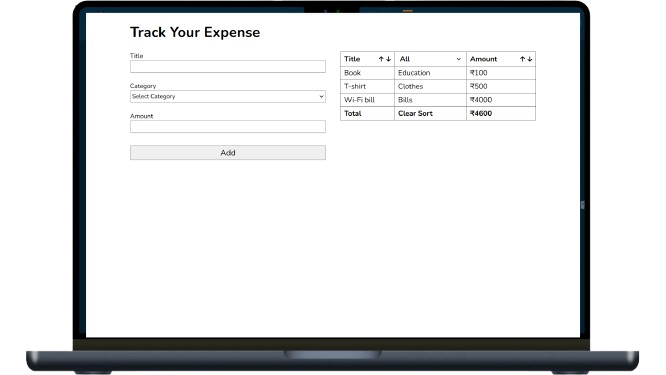 Track Your Expense
Title
Category
Select Category
Amount
Add
Title ↑↓ All Amount ↑↓
Book Education ₹100
T-shirt Clothes ₹500
Wi-Fi bill Bills ₹4000
Total Clear Sort ₹4600